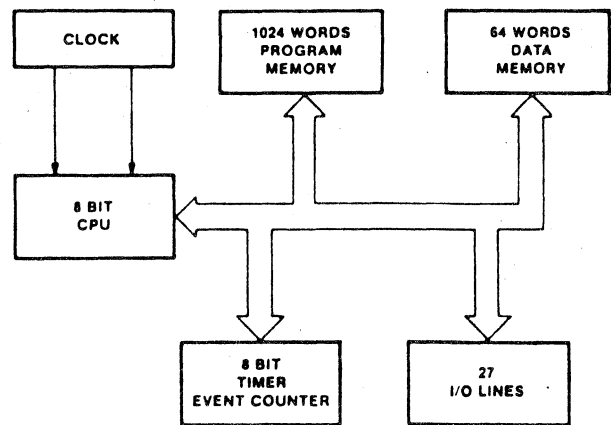 CLOCK
1024 WORDS
PROGRAM
MEMORY
64 WORDS
DATA
MEMORY
8 BIT
CPU
8 BIT
TIMER
EVENT COUNTER
27
I/O LINES